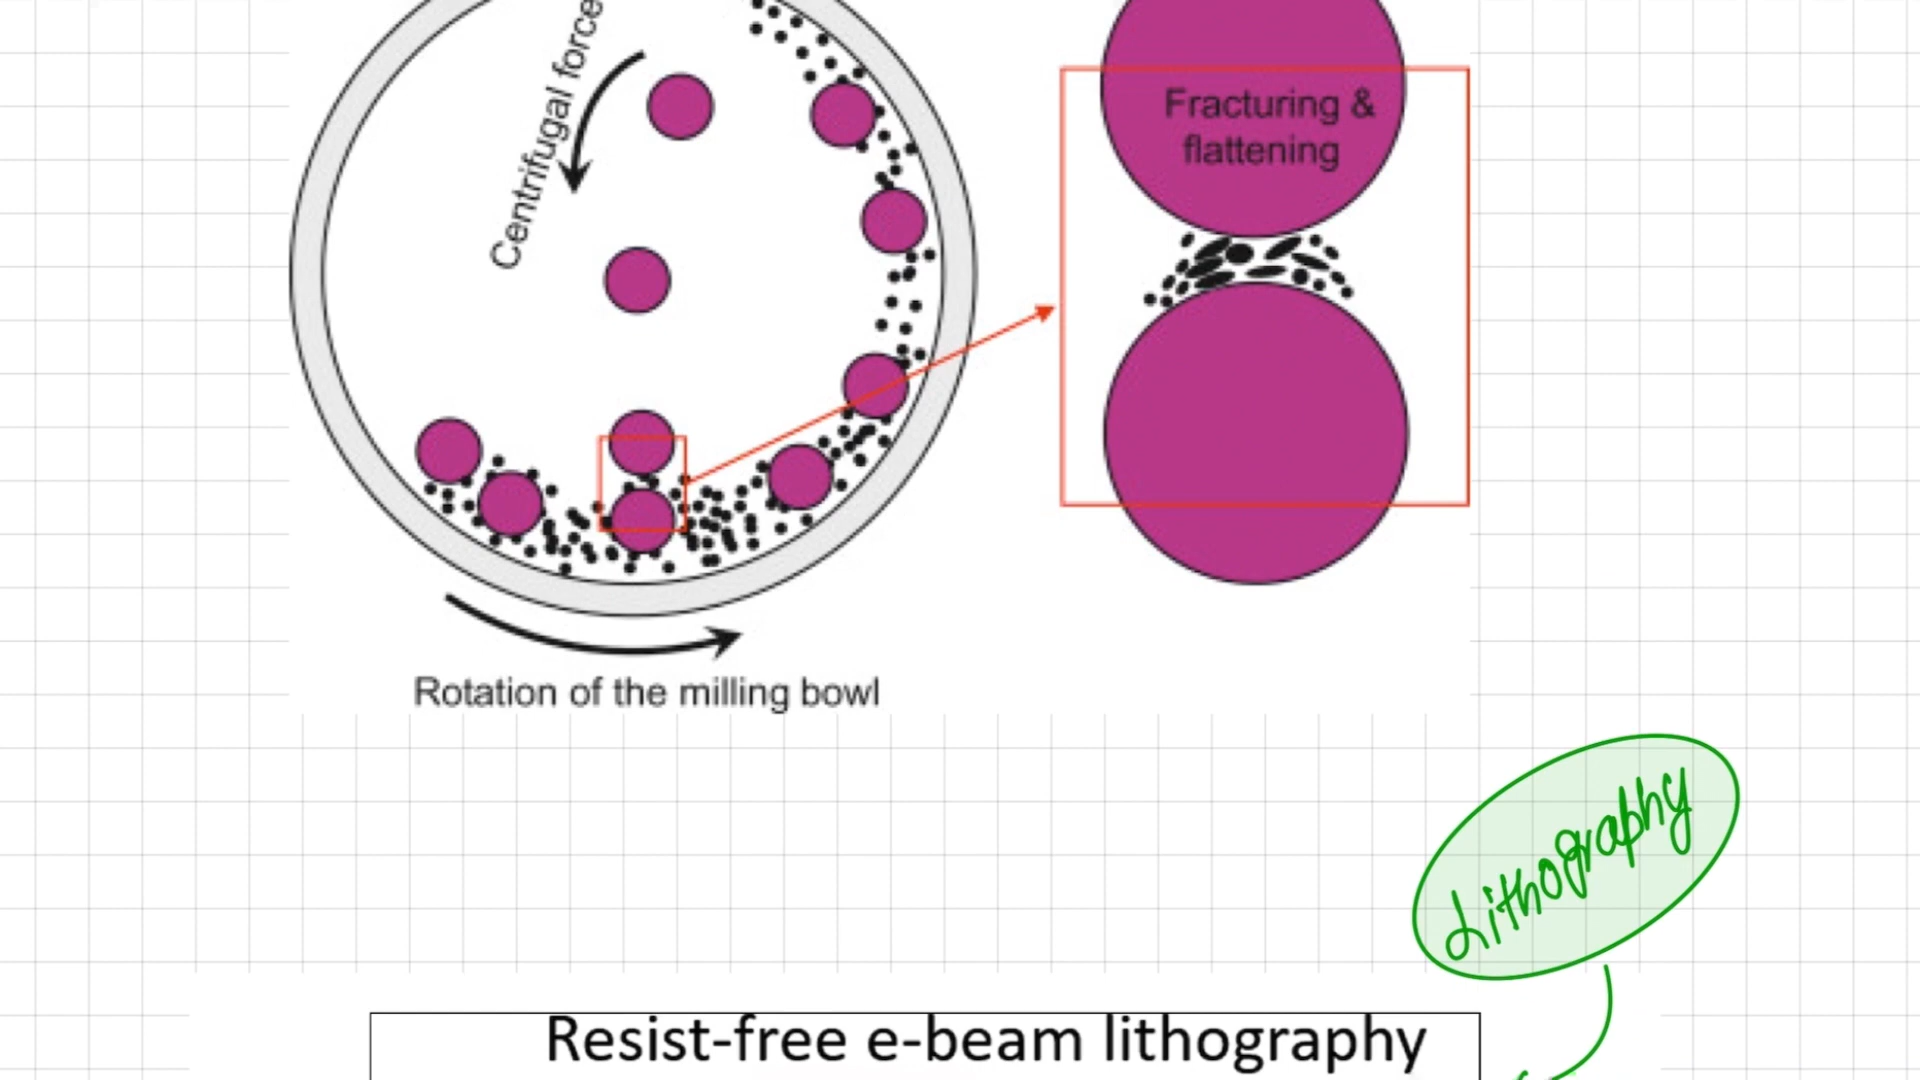 Centrifugal force
Fracturing &
flattening
Rotation of the milling bowl
Lithography
Resist-free e-beam lithography